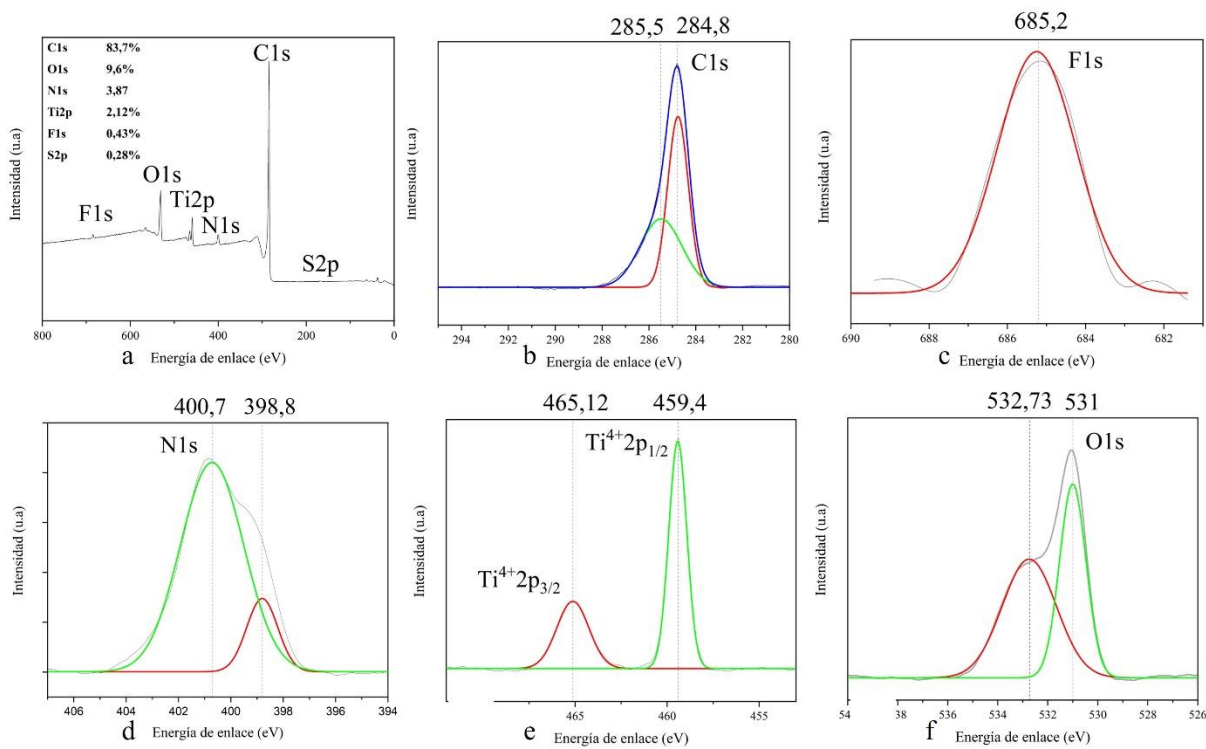 C1s 83,7%
O1s 9,6%
N1s 3,87
Ti2p 2,12%
F1s 0,43%
S2p 0,28%
C1s
O1s
Ti2p
F1s
N1s
S2p
Intensidad (u.a)
800 600 400 200 0
a Energía de enlace (eV)
285,5 284,8
C1s
Intensidad (u.a)
294 292 290 288 286 284 282 280
b Energía de enlace (eV)
685,2
F1s
Intensidad (u.a)
690 688 686 684 682
c Energía de enlace (eV)
400,7 398,8
N1s
Intensidad (u.a)
406 404 402 400 398 396 394
d Energía de enlace (eV)
465,12 459,4
Ti⁴⁺2p₁/₂
Ti⁴⁺2p₃/₂
Intensidad (u.a)
465 460 455
e Energía de enlace (eV)
532,73 531
O1s
Intensidad (u.a)
54 38 536 534 532 530 528 526
f Energía de enlace (eV)